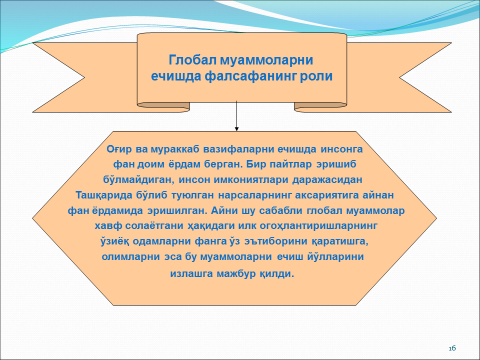 Глобал муаммоларни
ечишда фалсафанинг роли
Оғир ва мураккаб вазифаларни ечишда инсонга
фан доим ёрдам берган. Бир пайтлар эришиб
бўлмайдиган, инсон имкониятлари даражасидан
Ташқарида бўлиб туюлган нарсаларнинг аксариятига айнан
фан ёрдамида эришилган. Айни шу сабабли глобал муаммолар
хавф солаётгани ҳақидаги илк огоҳлантиришларнинг
ўзиёқ одамларни фанга ўз эътиборини қаратишга,
олимларни эса бу муаммоларни ечиш йўлларини
излашга мажбур қилди.
16